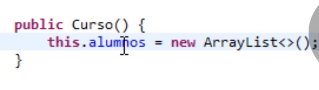 public Curso() {
this.alumnos = new ArrayList<>();
}